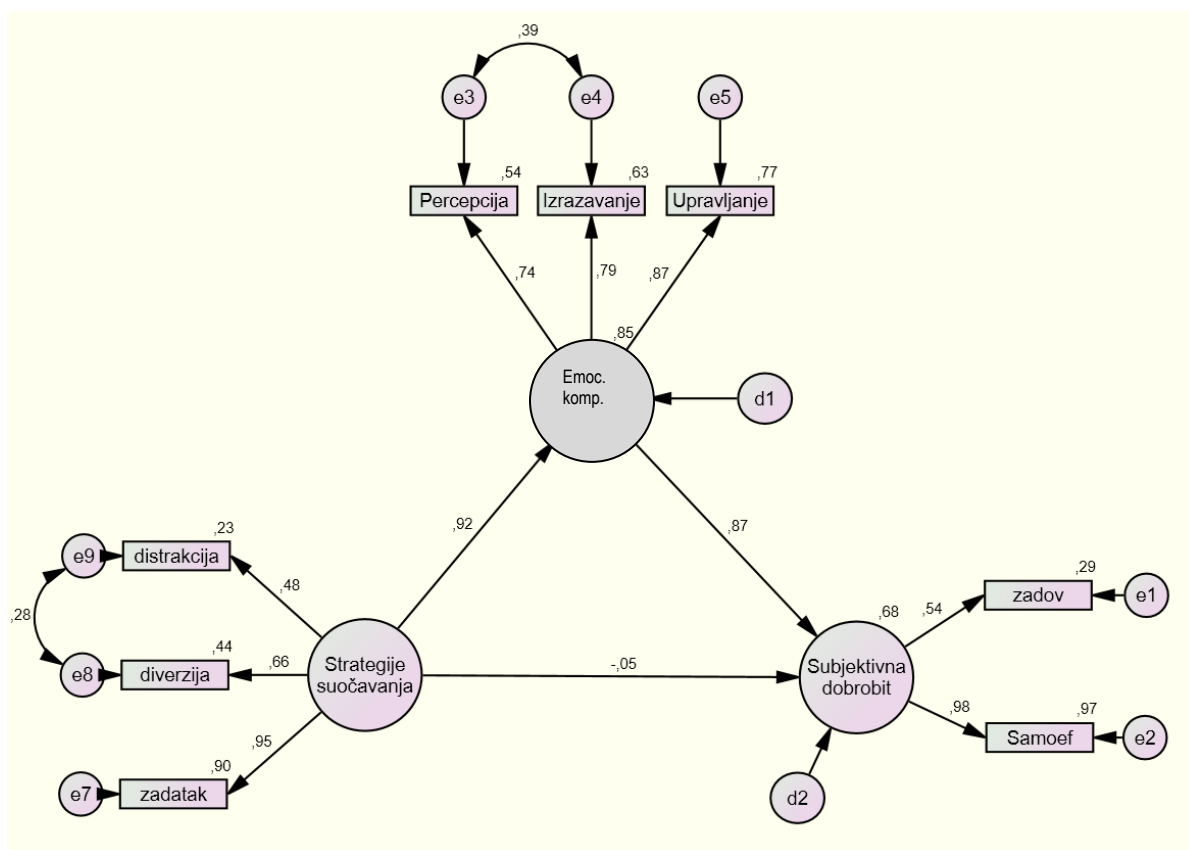 ,39
e3
e4
e5
,54
,63
,77
Percepcija
Izrazavanje
Upravljanje
,74
,79
,87
,85
Emoc.
komp.
d1
,92
,87
,23
e9
distrakcija
,48
,28
,44
e8
diverzija
,66
Strategije
suočavanja
-,05
,68
Subjektivna
dobrobit
,54
,29
zadov
e1
,98
,97
Samoef
e2
,95
,90
e7
zadatak
d2